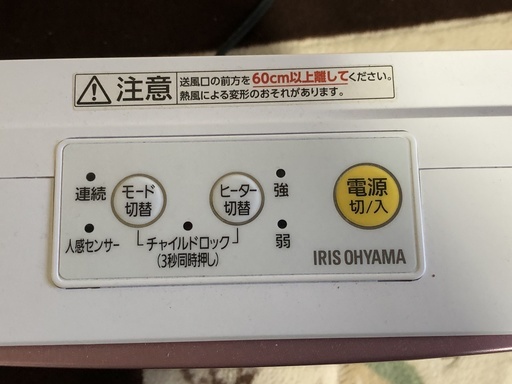 注意
送風口の前方を60cm以上離してください。
熱風による変形のおそれがあります。
連続
モード
切替
ヒーター
切替
強
電源
切/入
人感センサー
チャイルドロック
(3秒同時押し)
弱
IRIS OHYAMA